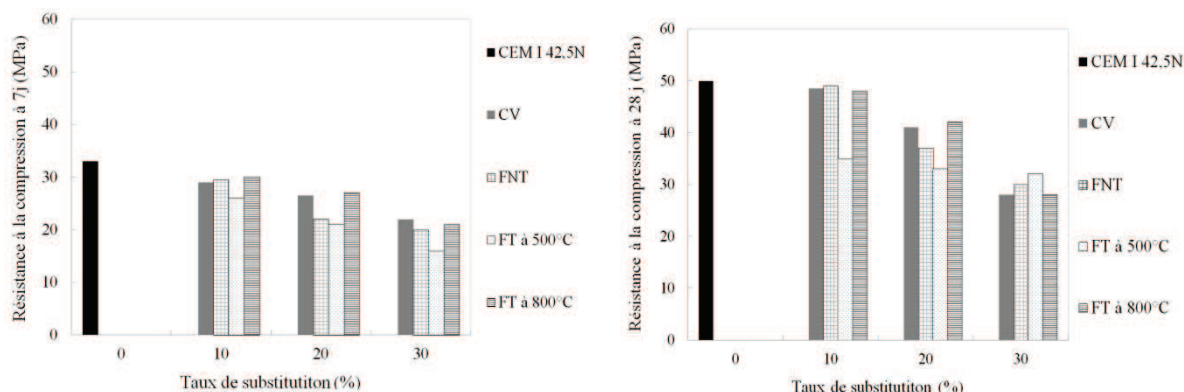 Résistance à la compression à 7j (MPa)
60
50
40
30
20
10
0
0
10
20
30
Taux de substitutiton (%)
CEM I 42,5N
CV
FNT
FT à 500°C
FT à 800°C
Résistance à la compression à 28 j (MPa)
60
50
40
30
20
10
0
0
10
20
30
Taux de substitutiton (%)
CEM I 42,5N
CV
FNT
FT à 500°C
FT à 800°C